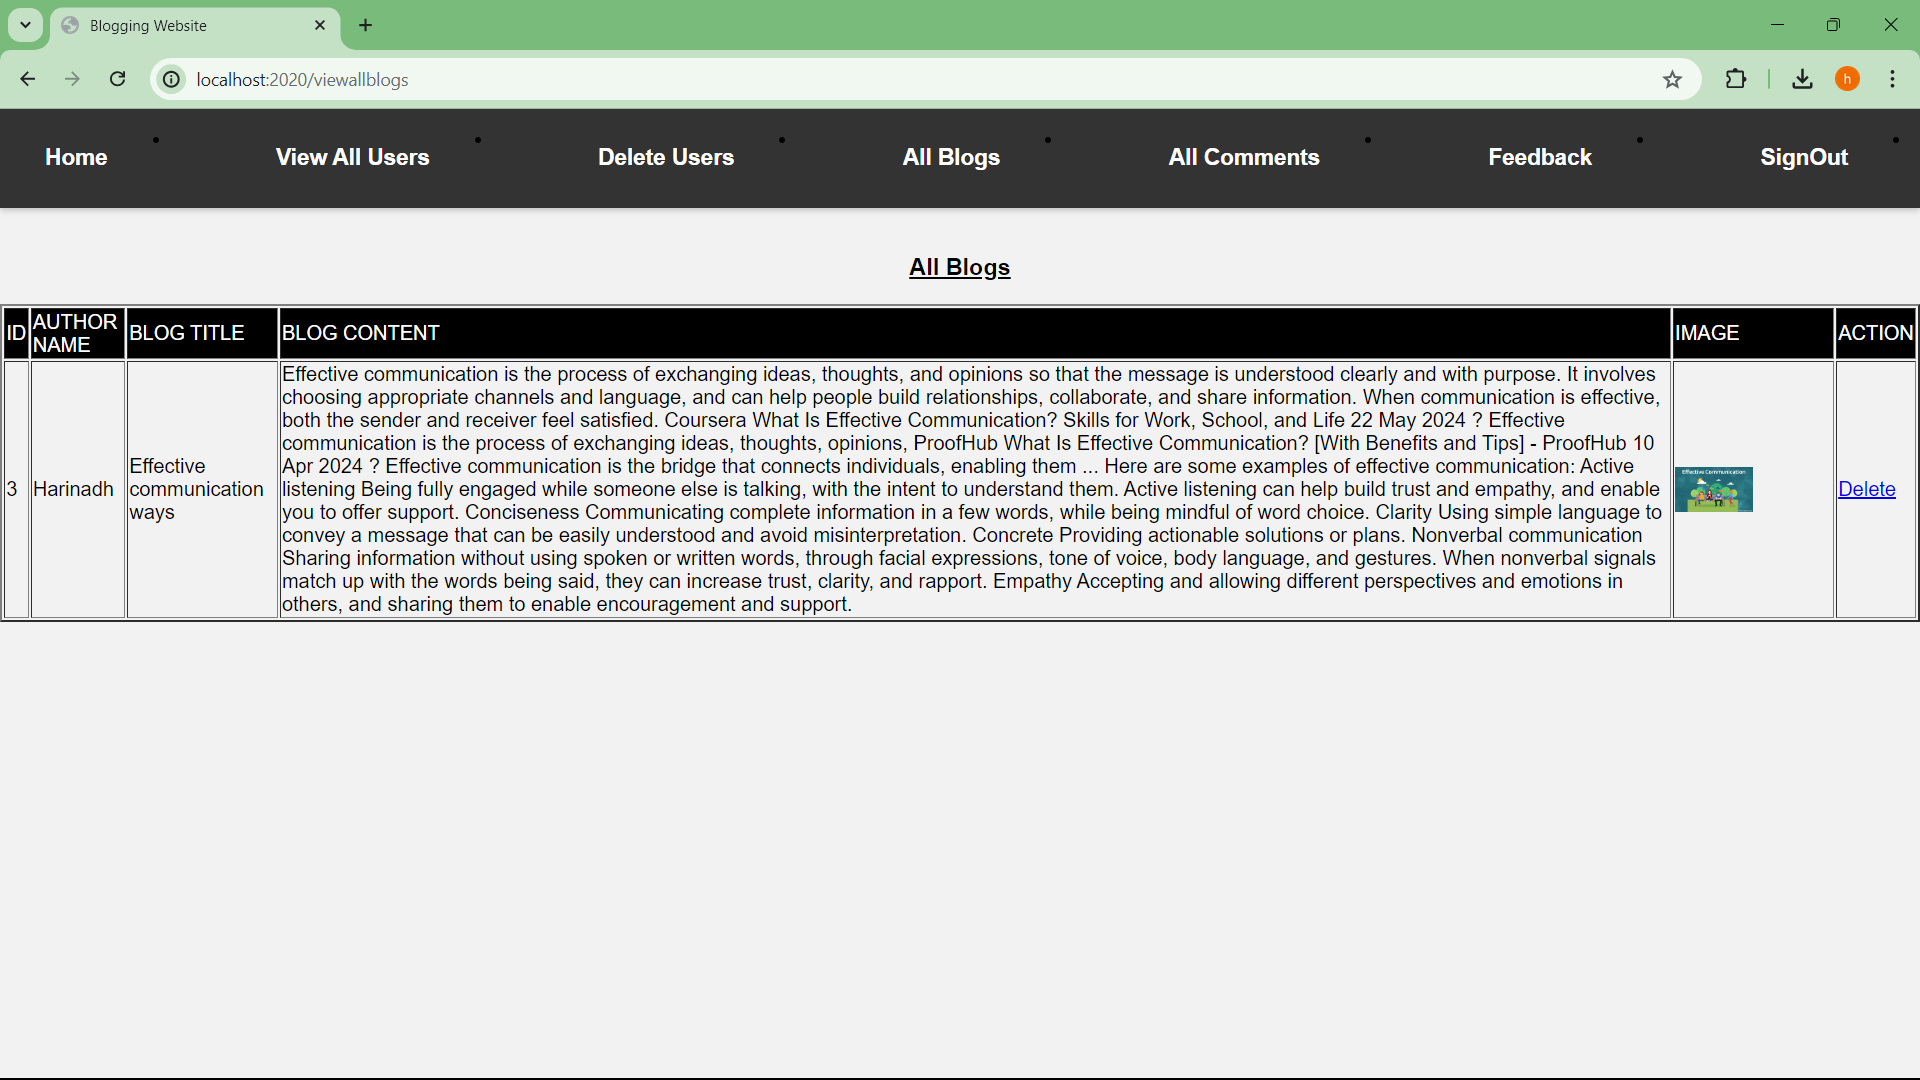 Blogging Website
localhost:2020/viewallblogs
h
Home
View All Users
Delete Users
All Blogs
All Comments
Feedback
SignOut
All Blogs
ID
AUTHOR
NAME
BLOG TITLE
BLOG CONTENT
IMAGE
ACTION
3
Harinadh
Effective
communication
ways
Effective communication is the process of exchanging ideas, thoughts, and opinions so that the message is understood clearly and with purpose. It involves
choosing appropriate channels and language, and can help people build relationships, collaborate, and share information. When communication is effective,
both the sender and receiver feel satisfied. Coursera What Is Effective Communication? Skills for Work, School, and Life 22 May 2024 ? Effective
communication is the process of exchanging ideas, thoughts, opinions, ProofHub What Is Effective Communication? [With Benefits and Tips] - ProofHub 10
Apr 2024 ? Effective communication is the bridge that connects individuals, enabling them ... Here are some examples of effective communication: Active
listening Being fully engaged while someone else is talking, with the intent to understand them. Active listening can help build trust and empathy, and enable
you to offer support. Conciseness Communicating complete information in a few words, while being mindful of word choice. Clarity Using simple language to
convey a message that can be easily understood and avoid misinterpretation. Concrete Providing actionable solutions or plans. Nonverbal communication
Sharing information without using spoken or written words, through facial expressions, tone of voice, body language, and gestures. When nonverbal signals
match up with the words being said, they can increase trust, clarity, and rapport. Empathy Accepting and allowing different perspectives and emotions in
others, and sharing them to enable encouragement and support.
Effective Communication
Delete